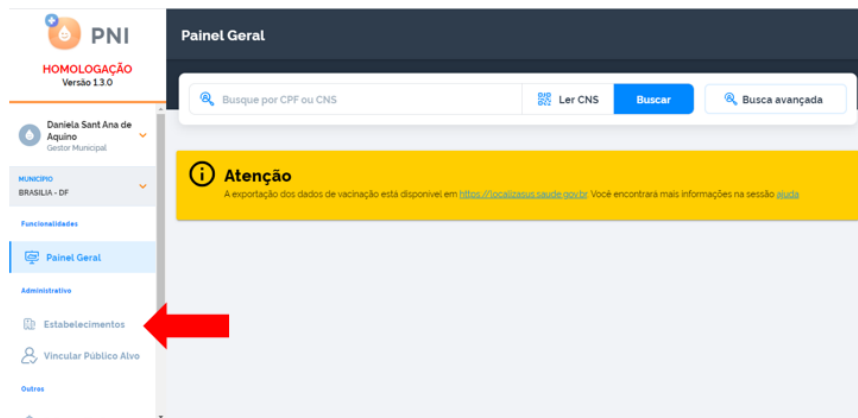 PNI
HOMOLOGAÇÃO
Versão 1.3.0
Daniela Sant Ana de
Aquino
Gestor Municipal
MUNICÍPIO
BRASILIA - DF
Funcionalidades
Painel Geral
Administrativo
Estabelecimentos
Vincular Público Alvo
Outros
Painel Geral
Busque por CPF ou CNS
Ler CNS
Buscar
Busca avançada
Atenção
A exportação dos dados de vacinação está disponível em https://localizasus.saude.gov.br. Você encontrará mais informações na sessão ajuda